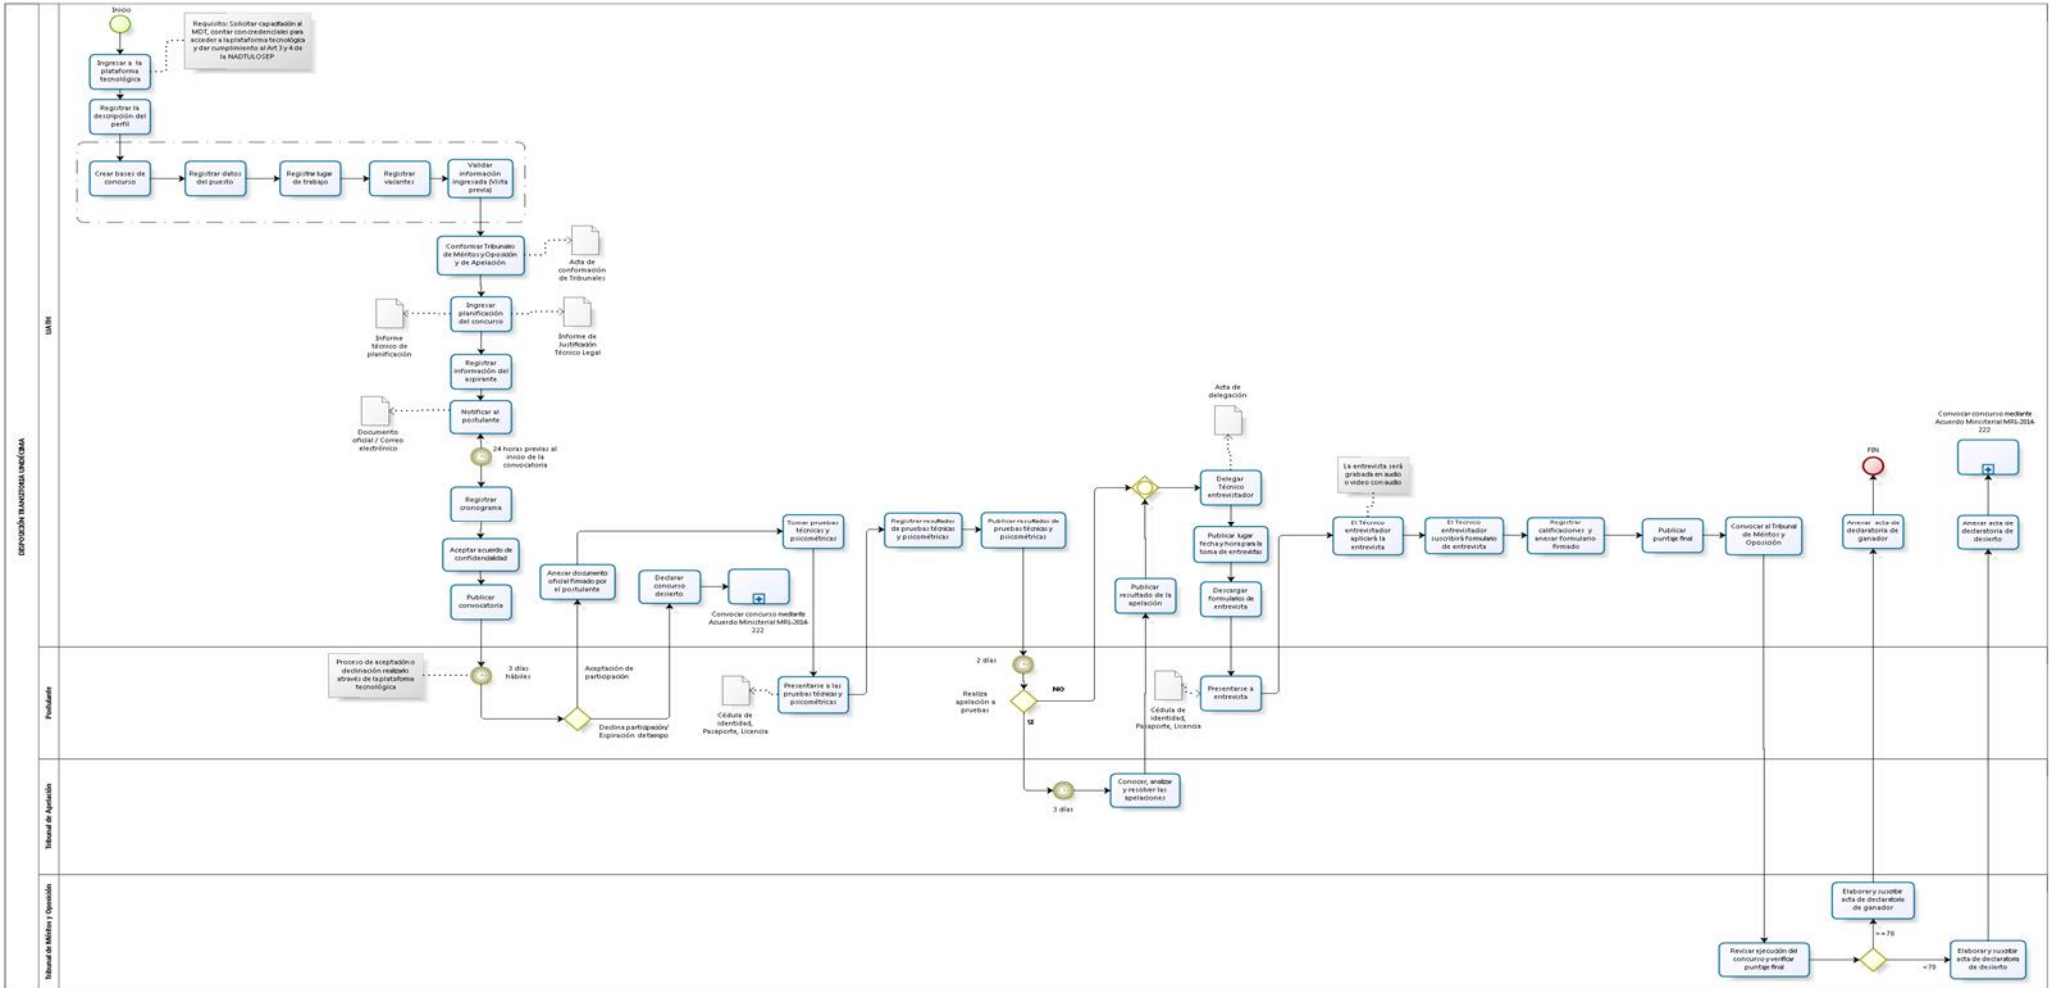 Inicio
Requisito: Solicitar capacitación al
MDT, contar con credenciales para
acceder a la plataforma tecnológica
y dar cumplimiento al Art 3 y 4 de
la NADTULOSEP
Ingresar a la
plataforma
tecnológica
Registrar la
descripción del
perfil
Crear bases de
concurso
Registrar datos
del puesto
Registrar lugar
de trabajo
Registrar
vacantes
Validar
información
ingresada (Vista
previa)
Conformar Tribunales
de Méritos y Oposición
y de Apelación
Acta de
conformación
de Tribunales
Ingresar
planificación
del concurso
Informe
técnico de
planificación
Informe de
Justificación
Técnico Legal
Registrar
información del
aspirante
Notificar al
postulante
Documento
oficial / Correo
electrónico
24 horas previas al
inicio de la
convocatoria
Registrar
cronograma
Aceptar acuerdo de
confidencialidad
Publicar
convocatoria
Anexar documento
oficial firmado por
el postulante
Declarar
concurso
desierto
Convocar concurso mediante
Acuerdo Ministerial MRL-2014-
222
Tomar pruebas
técnicas y
psicométricas
Registrar resultados
de pruebas técnicas
y psicométricas
Publicar resultados de
pruebas técnicas y
psicométricas
Publicar
resultado de la
apelación
Acta de
delegación
Delegar
Técnico
entrevistador
Publicar lugar
fecha y hora para la
toma de entrevistas
Descargar
formularios de
entrevista
La entrevista será
grabada en audio
o video con audio
El Técnico
entrevistador
aplicará la
entrevista
El Técnico
entrevistador
suscribirá formulario
de entrevista
Registrar
calificaciones y
anexar formulario
firmado
Publicar
puntaje final
Convocar al Tribunal
de Méritos y
Oposición
FIN
Anexar acta de
declaratoria de
ganador
Convocar concurso mediante
Acuerdo Ministerial MRL-2014-
222
Anexar acta de
declaratoria de
desierto
DISPOSICIÓN TRANSITORIA UNDÉCIMA
UATH
Postulante
Proceso de aceptación o
declinación realizado
através de la plataforma
tecnológica
3 días
hábiles
Aceptación de
participación
Declina participación/
Expiración de tiempo
Cédula de
identidad,
Pasaporte, Licencia
Presentarse a las
pruebas técnicas y
psicométricas
2 días
Realiza
apelación a
pruebas
NO
SI
Cédula de
identidad,
Pasaporte, Licencia
Presentarse a
entrevista
Tribunal de Apelación
3 días
Conocer, analizar
y resolver las
apelaciones
Tribunal de Méritos y Oposición
Revisar ejecución del
concurso y verificar
puntaje final
Elaborar y suscribir
acta de declaratoria
de ganador
>=70
<70
Elaborar y suscribir
acta de declaratoria
de desierto